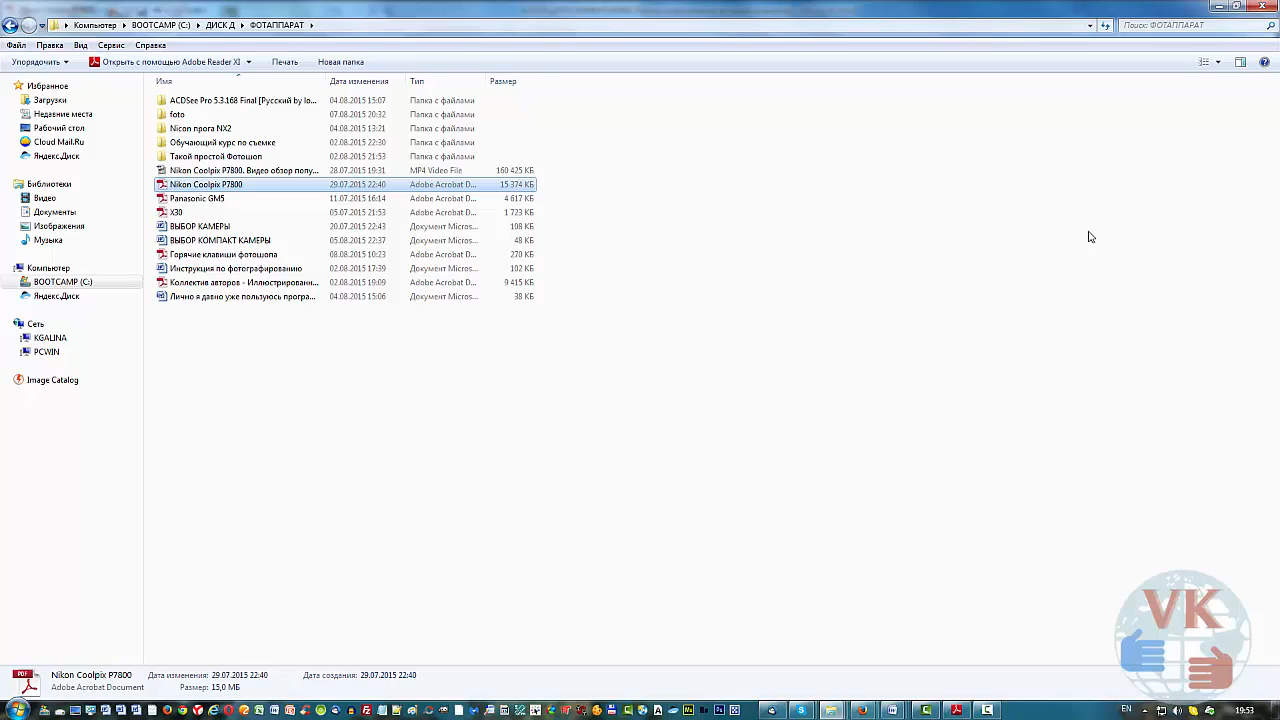 Компьютер ▸ BOOTCAMP (C:) ▸ ДИСК Д ▸ ФОТАППАРАТ ▸
Поиск: ФОТАППАРАТ
Файл Правка Вид Сервис Справка
Упорядочить Открыть с помощью Adobe Reader XI Печать Новая папка
Имя Дата изменения Тип Размер
Избранное
Загрузки
Недавние места
Рабочий стол
Cloud Mail.Ru
Яндекс.Диск
Библиотеки
Видео
Документы
Изображения
Музыка
Компьютер
BOOTCAMP (C:)
Яндекс.Диск
Сеть
KGALINA
PCWIN
Image Catalog
ACDSee Pro 5.3.168 Final [Русский by lo... 04.08.2015 15:07 Папка с файлами
foto 07.08.2015 20:32 Папка с файлами
Nicon прога NX2 04.08.2015 13:21 Папка с файлами
Обучающий курс по съемке 02.08.2015 22:30 Папка с файлами
Такой простой Фотошоп 02.08.2015 21:53 Папка с файлами
Nikon Coolpix P7800. Видео обзор попу... 28.07.2015 19:31 MP4 Video File 160 425 КБ
Nikon Coolpix P7800 29.07.2015 22:40 Adobe Acrobat D... 15 374 КБ
Panasonic GM5 11.07.2015 16:14 Adobe Acrobat D... 4 617 КБ
X30 05.07.2015 21:53 Adobe Acrobat D... 1 723 КБ
ВЫБОР КАМЕРЫ 20.07.2015 22:43 Документ Micros... 108 КБ
ВЫБОР КОМПАКТ КАМЕРЫ 05.08.2015 22:37 Документ Micros... 48 КБ
Горячие клавиши фотошопа 08.08.2015 10:23 Adobe Acrobat D... 270 КБ
Инструкция по фотографированию 02.08.2015 17:39 Документ Micros... 102 КБ
Коллектив авторов - Иллюстрированн... 02.08.2015 19:09 Adobe Acrobat D... 9 415 КБ
Лично я давно уже пользуюсь програ... 04.08.2015 15:06 Документ Micros... 38 КБ
VK
Nikon Coolpix P7800 Дата изменения: 29.07.2015 22:40 Дата создания: 29.07.2015 22:40
Adobe Acrobat Document Размер: 15,0 МБ
EN 19:53